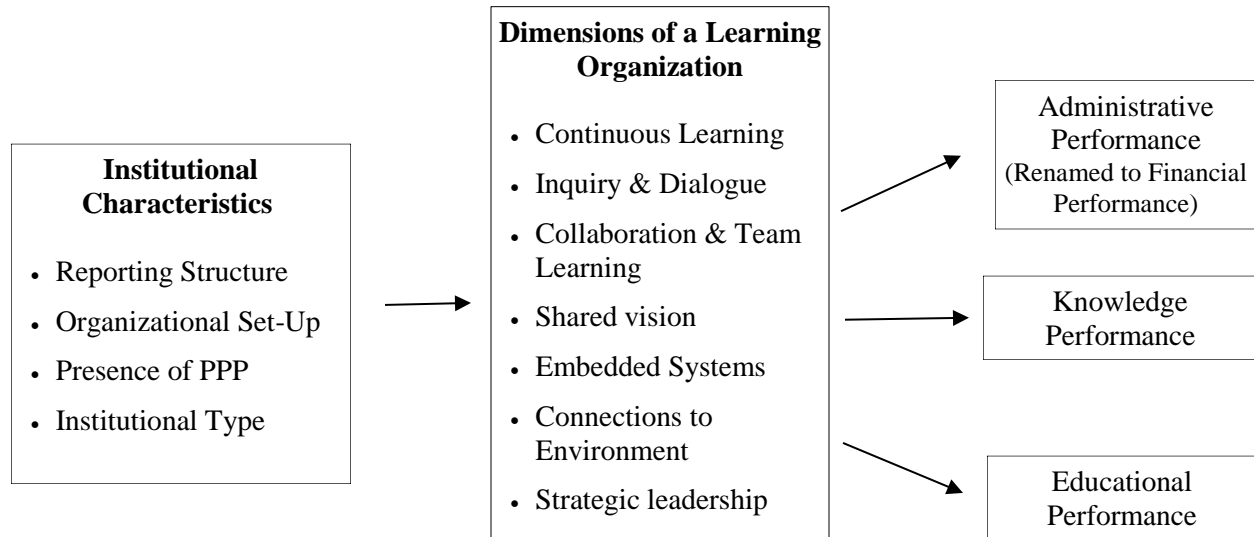 Institutional
Characteristics
• Reporting Structure
• Organizational Set-Up
• Presence of PPP
• Institutional Type
Dimensions of a Learning
Organization
• Continuous Learning
• Inquiry & Dialogue
• Collaboration & Team
Learning
• Shared vision
• Embedded Systems
• Connections to
Environment
• Strategic leadership
Administrative
Performance
(Renamed to Financial
Performance)
Knowledge
Performance
Educational
Performance